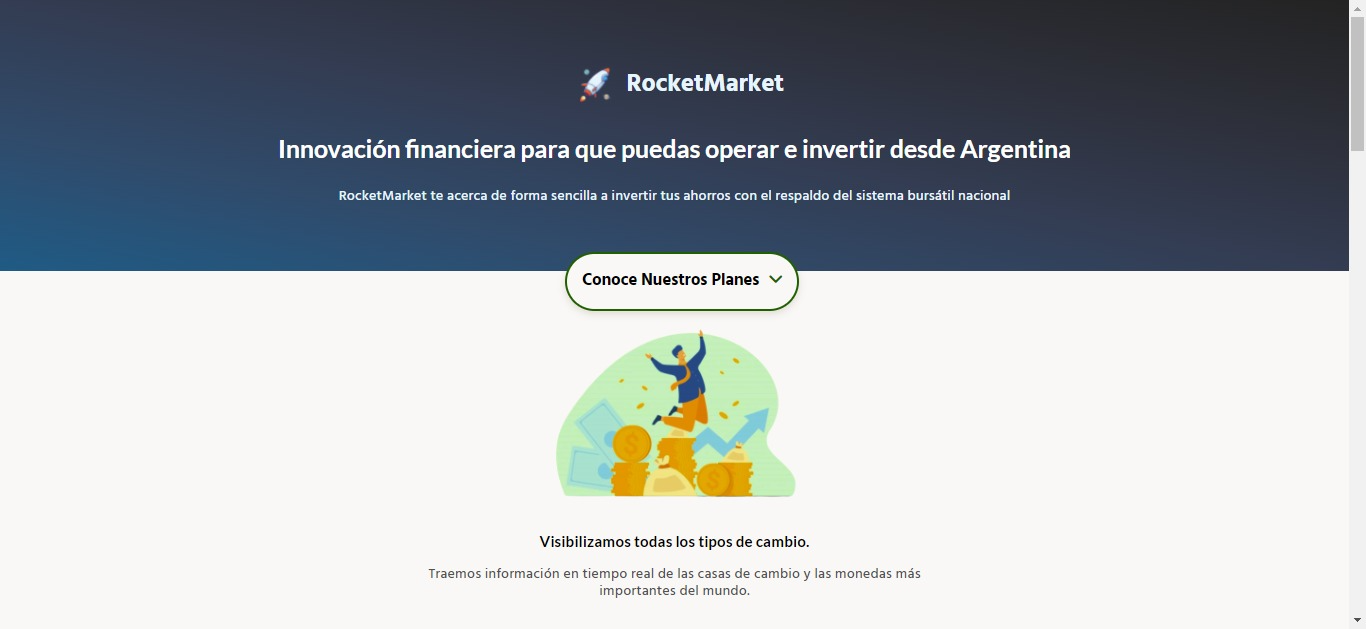 RocketMarket
Innovación financiera para que puedas operar e invertir desde Argentina
RocketMarket te acerca de forma sencilla a invertir tus ahorros con el respaldo del sistema bursátil nacional
Conoce Nuestros Planes
$
$
Visibilizamos todas los tipos de cambio.
Traemos información en tiempo real de las casas de cambio y las monedas más
importantes del mundo.